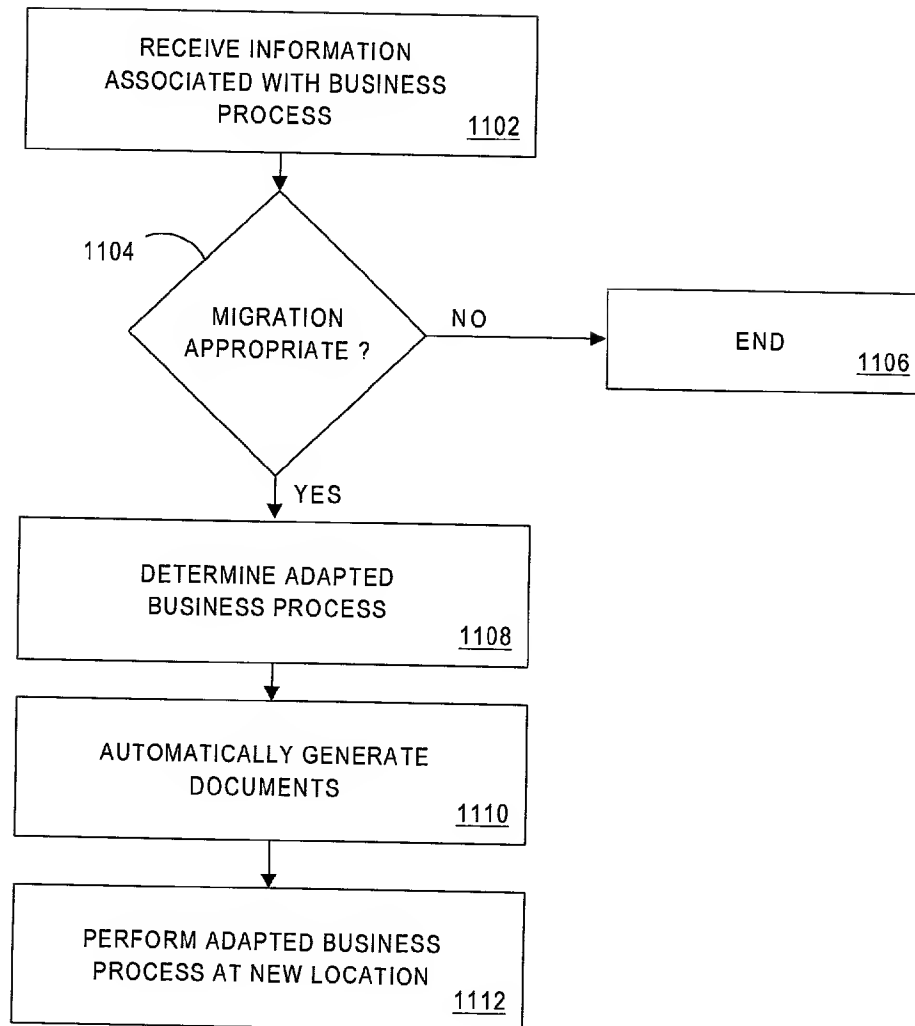 RECEIVE INFORMATION
ASSOCIATED WITH BUSINESS
PROCESS
1102
1104
MIGRATION
APPROPRIATE ?
NO
END
1106
YES
DETERMINE ADAPTED
BUSINESS PROCESS
1108
AUTOMATICALLY GENERATE
DOCUMENTS
1110
PERFORM ADAPTED BUSINESS
PROCESS AT NEW LOCATION
1112